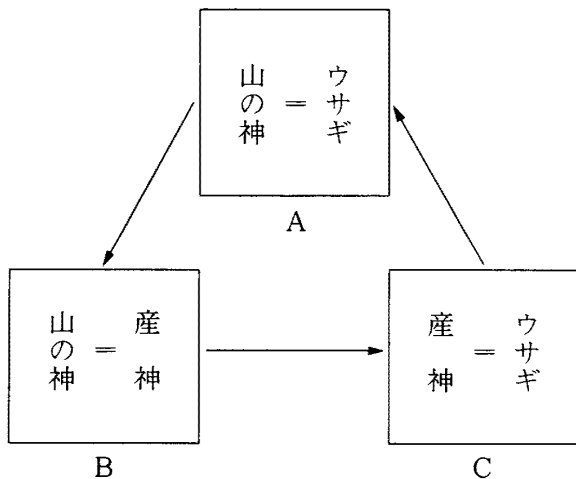 山の神 = ウサギ
A
山の神 = 産神
B
産神 = ウサギ
C